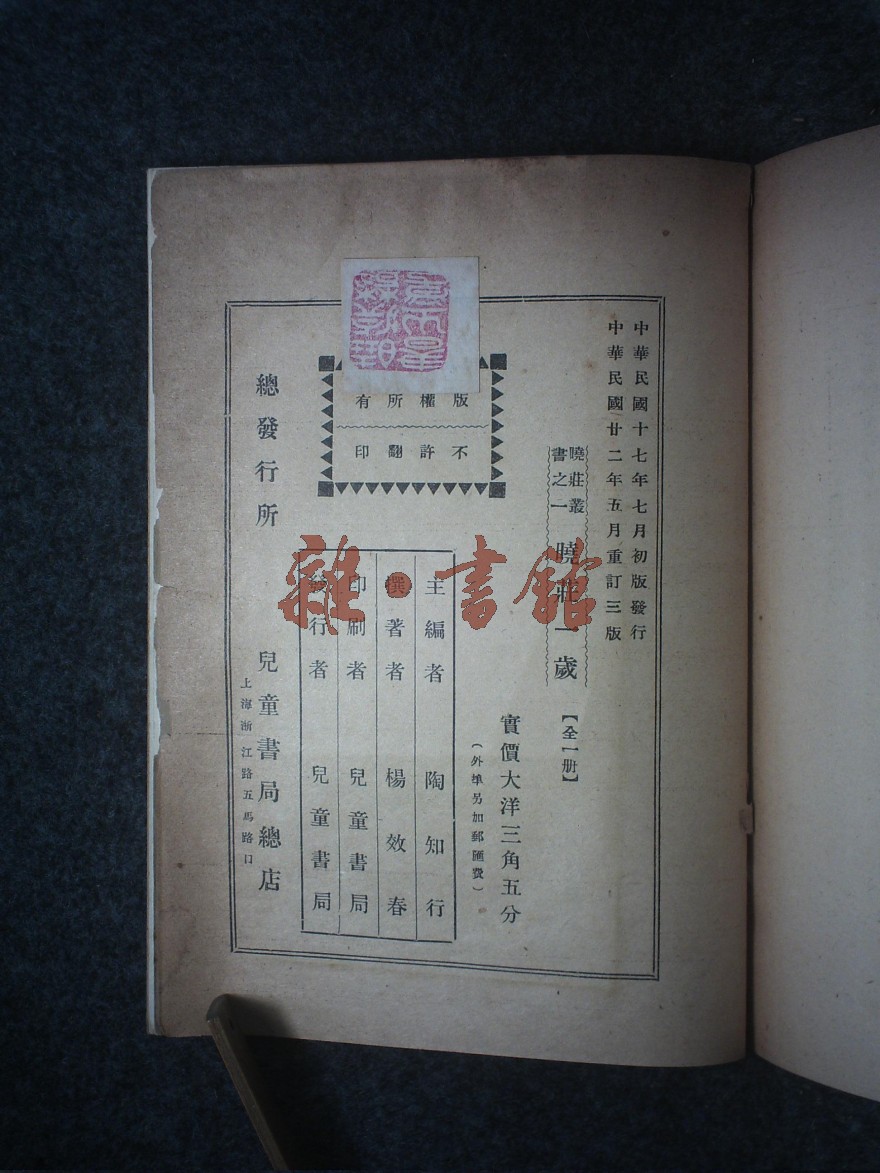 中華民國十七年七月初版發行
中華民國廿二年五月重訂三版
曉莊叢
書之一
曉莊一歲
【全一册】
實價大洋三角五分
(外埠另加郵匯費)
版權所有
不許翻印
主編者 陶知行
撰著者 楊效春
印刷者 兒童書局
發行者 兒童書局
總發行所 兒童書局總店
上海浙江路五馬路口
雜·書館